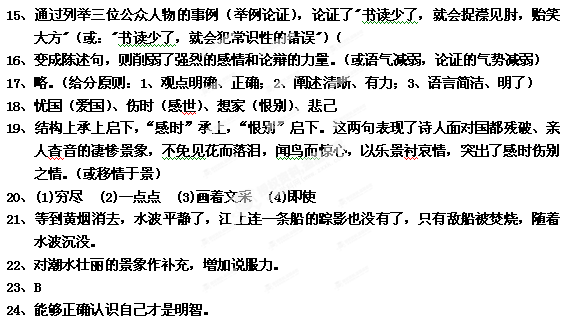 15、通过列举三位公众人物的事例（举例论证），论证了“书读少了，就会捉襟见肘，贻笑
大方”（或：“书读少了，就会犯常识性的错误”）（
16、变成陈述句，则削弱了强烈的感情和论辩的力量。（或语气减弱，论证的气势减弱）
17、略。（给分原则：1、观点明确、正确；2、阐述清晰、有力；3、语言简洁、明了）
18、忧国（爱国）、伤时（感世）、想家（恨别）、悲己
19、结构上承上启下，“感时”承上，“恨别”启下。这两句表现了诗人面对国都残破、亲
人杳音的凄惨景象，不免见花而落泪，闻鸟而惊心，以乐景衬哀情，突出了感时伤别
之情。（或移情于景）
20、(1)穷尽 (2)一点点 (3)画着文采 (4)即使
21、等到黄烟消去，水波平静了，江上连一条船的踪影也没有了，只有敌船被焚烧，随着
水波沉没。
22、对潮水壮丽的景象作补充，增加说服力。
23、B
24、能够正确认识自己才是明智。